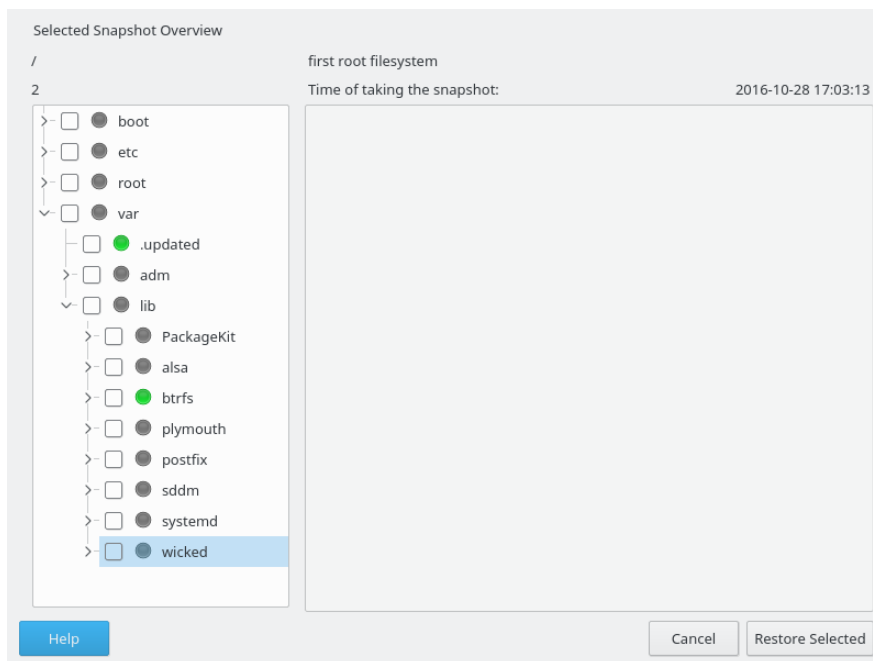 Selected Snapshot Overview
/ first root filesystem
2 Time of taking the snapshot: 2016-10-28 17:03:13
boot
etc
root
var
.updated
adm
lib
PackageKit
alsa
btrfs
plymouth
postfix
sddm
systemd
wicked
Help Cancel Restore Selected